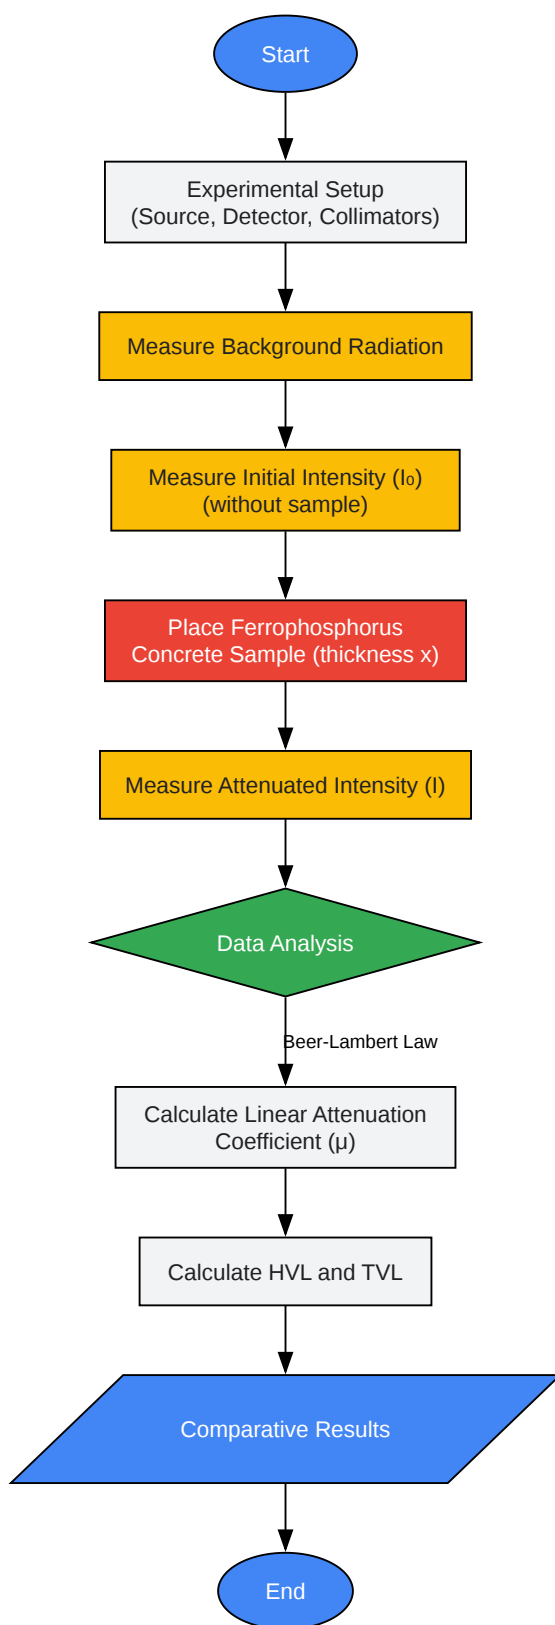 Start
Experimental Setup
(Source, Detector, Collimators)
Measure Background Radiation
Measure Initial Intensity (I₀)
(without sample)
Place Ferrophosphorus
Concrete Sample (thickness x)
Measure Attenuated Intensity (I)
Data Analysis
Beer-Lambert Law
Calculate Linear Attenuation
Coefficient (μ)
Calculate HVL and TVL
Comparative Results
End